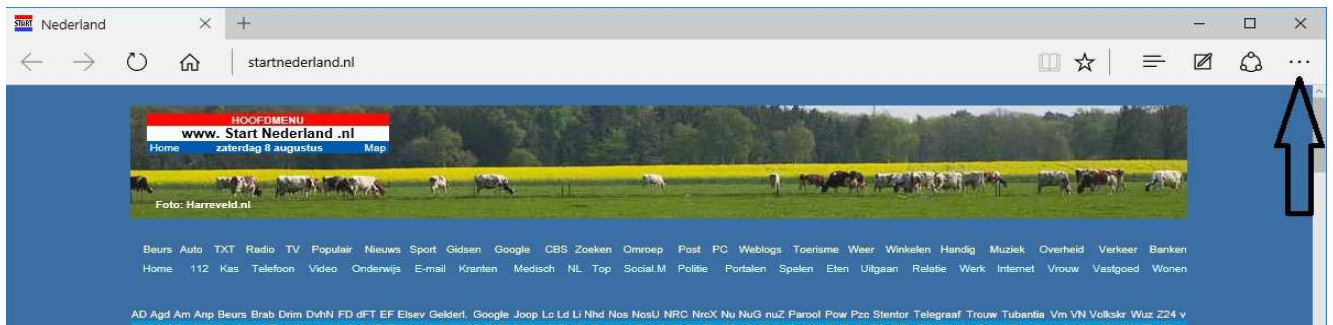 START Nederland
startnederland.nl
HOOFDMENU
www. Start Nederland .nl
Home zaterdag 8 augustus Map
Foto: Harreveld.nl
Beurs Auto TXT Radio TV Populair Nieuws Sport Gidsen Google CBS Zoeken Omroep Post PC Weblogs Toerisme Weer Winkelen Handig Muziek Overheid Verkeer Banken
Home 112 Kas Telefoon Video Onderwijs E-mail Kranten Medisch NL Top Social.M Politie Portalen Spelen Eten Uitgaan Relatie Werk Internet Vrouw Vastgoed Wonen
AD Agd Am Anp Beurs Brab Drim DvhN FD dFT EF Elsev Gelderl. Google Joop Lc Ld Li Nhd Nos NosU NRC NrcX Nu NuG nuZ Parool Pow Pzc Stentor Telegraaf Trouw Tubantia Vm VN Volkskr Wuz Z24 v